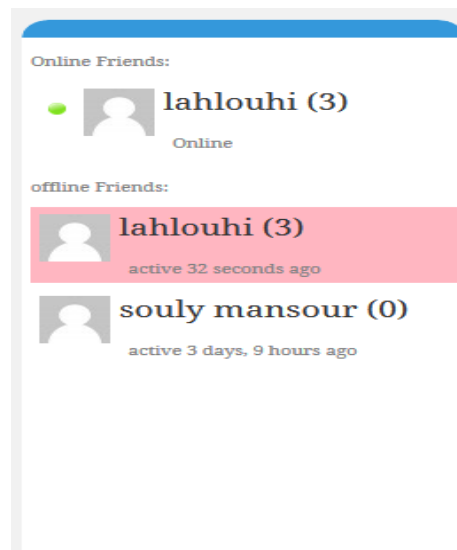 Online Friends:
lahlouhi (3)
Online
offline Friends:
lahlouhi (3)
active 32 seconds ago
souly mansour (0)
active 3 days, 9 hours ago